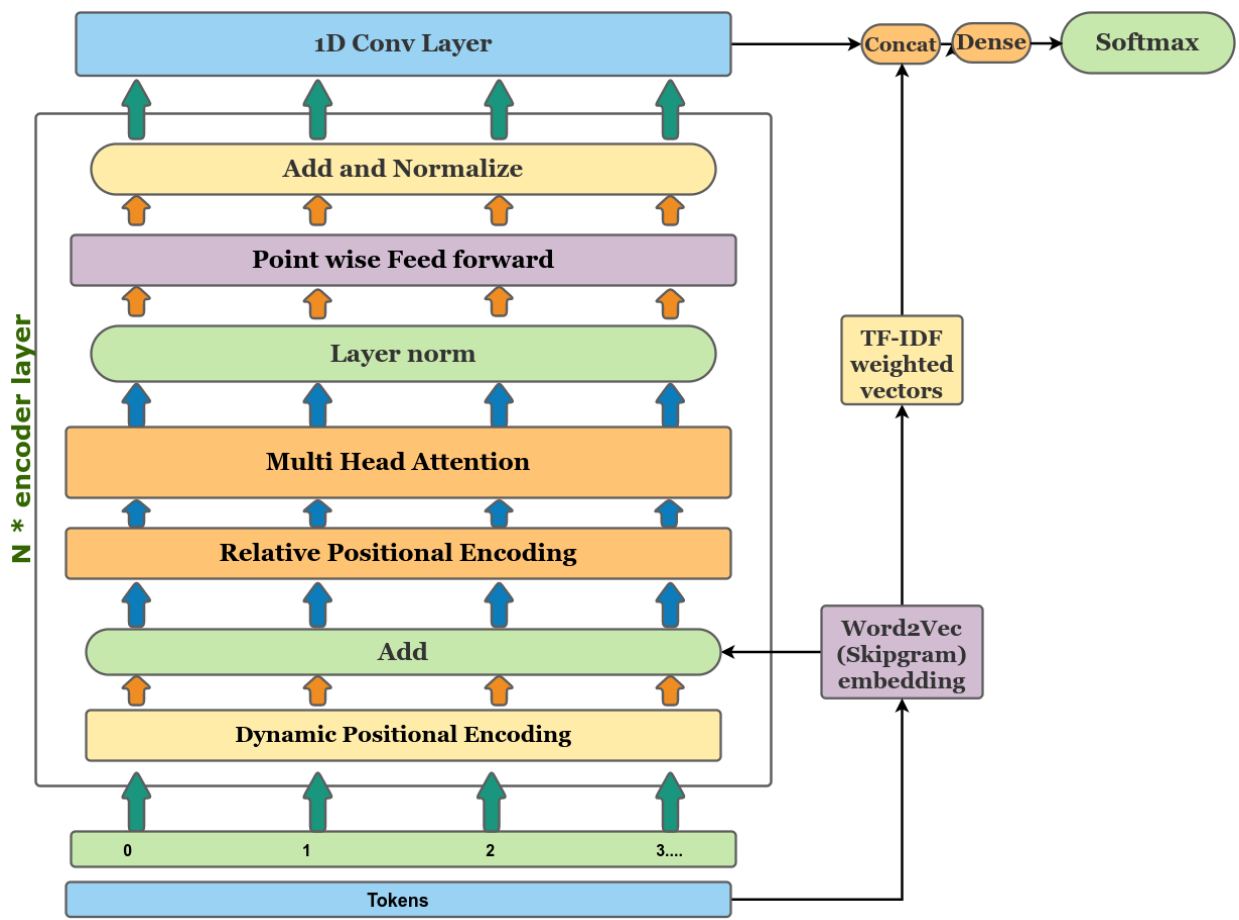 1D Conv Layer
Concat
Dense
Softmax
Add and Normalize
Point wise Feed forward
Layer norm
TF-IDF
weighted
vectors
Multi Head Attention
N * encoder layer
Relative Positional Encoding
Add
Word2Vec
(Skipgram)
embedding
Dynamic Positional Encoding
0 1 2 3....
Tokens